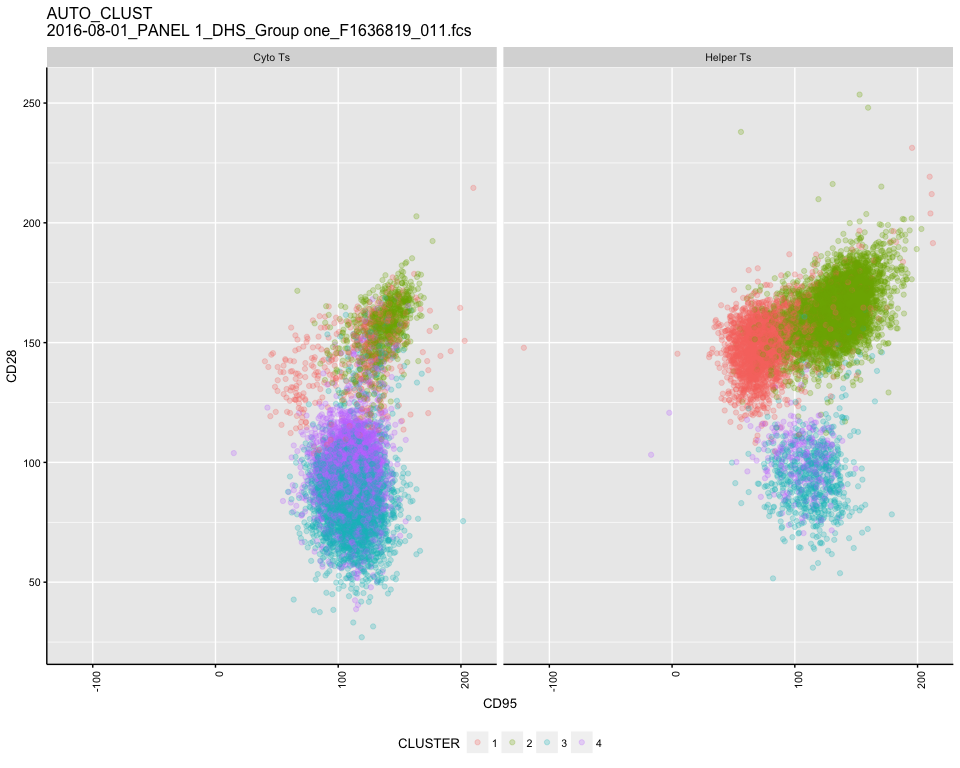 AUTO_CLUST
2016-08-01_PANEL 1_DHS_Group one_F1636819_011.fcs
Cyto Ts
Helper Ts
250
200
150
100
50
CD28
-100
0
100
200
-100
0
100
200
CD95
CLUSTER 1 2 3 4